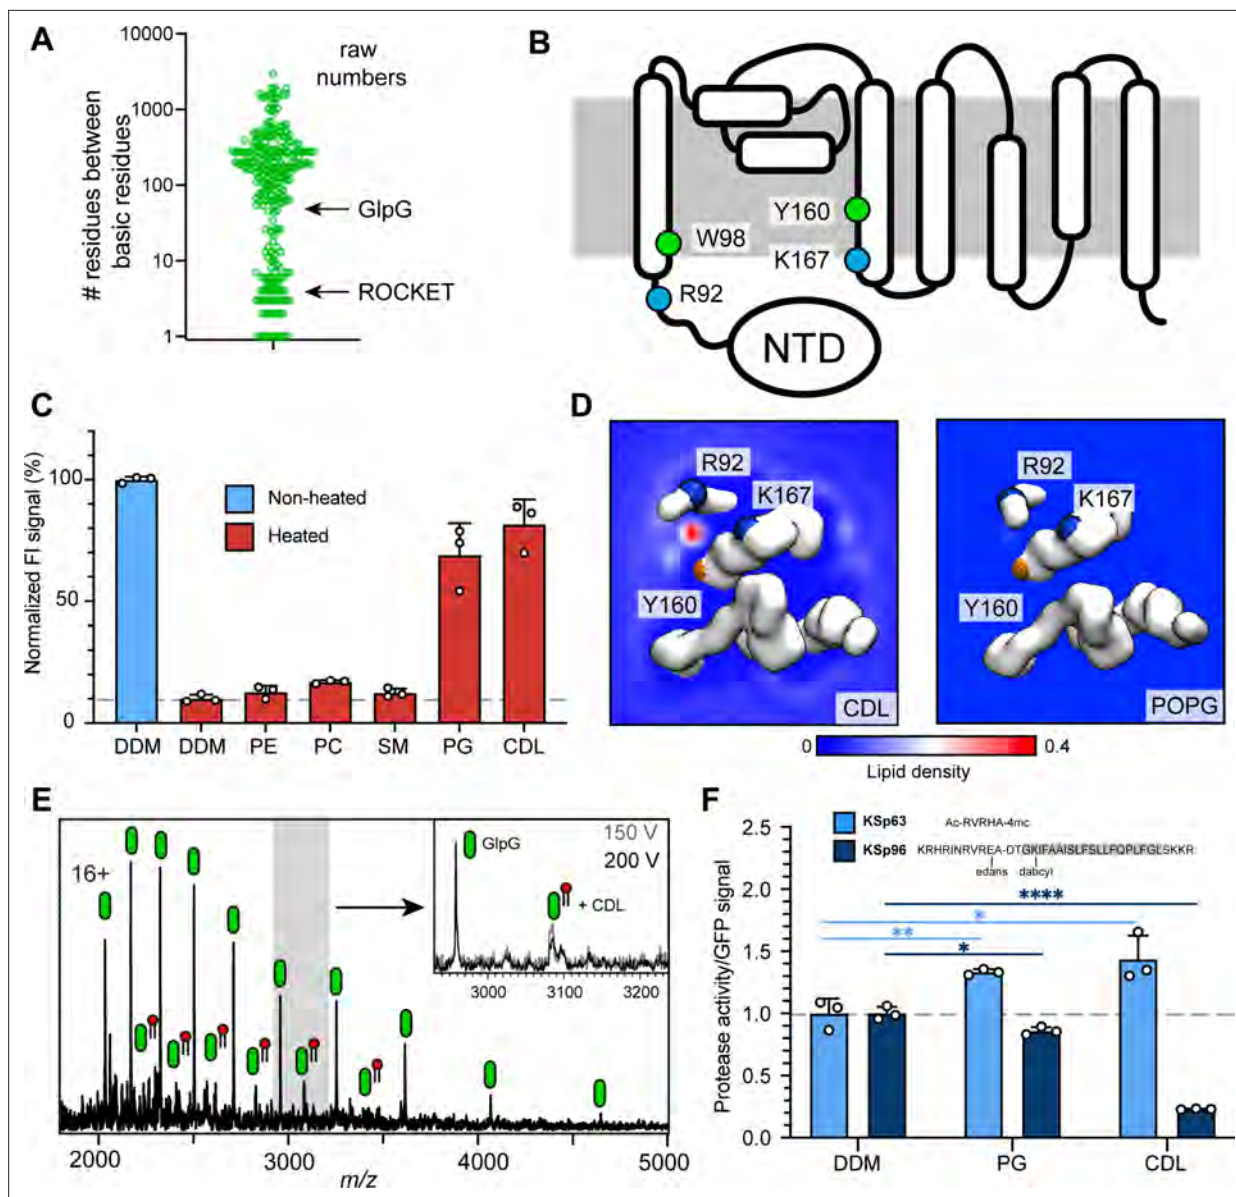 A
raw
numbers
# residues between
basic residues
10000
1000
100
10
1
GlpG
ROCKET
B
Y160
W98
K167
R92
NTD
C
Normalized FI signal (%)
100
50
0
Non-heated
Heated
DDM DDM PE PC SM PG CDL
D
R92
K167
Y160
CDL
R92
K167
Y160
POPG
0 0.4
Lipid density
E
16+
150 V
200 V
GlpG
+ CDL
3000 3100 3200
2000 3000 4000 5000
m/z
F
Protease activity/GFP signal
2.5
2.0
1.5
1.0
0.5
0.0
KSp63 Ac-RVRHA-4mc
KSp96 KRHRINRVREA-DTGKIFAAISLFSLLFQPLFGLSKKR
edans dabcyl
****
*
**
*
DDM PG CDL